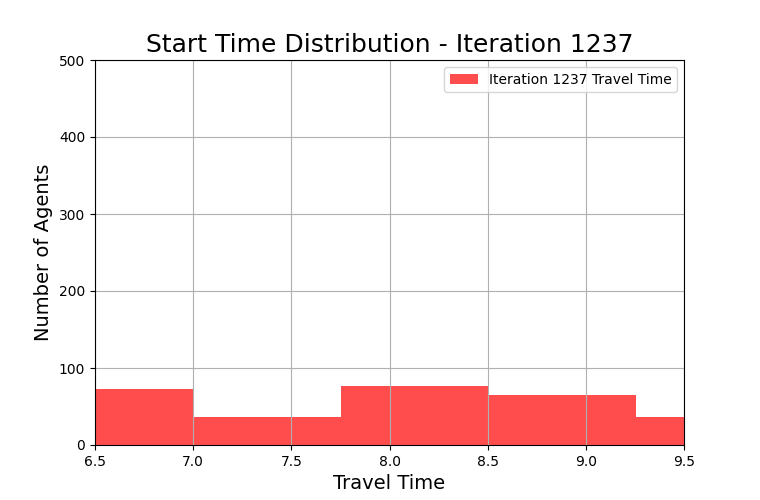 Start Time Distribution - Iteration 1237
Iteration 1237 Travel Time
Number of Agents
500
400
300
200
100
0
6.5 7.0 7.5 8.0 8.5 9.0 9.5
Travel Time